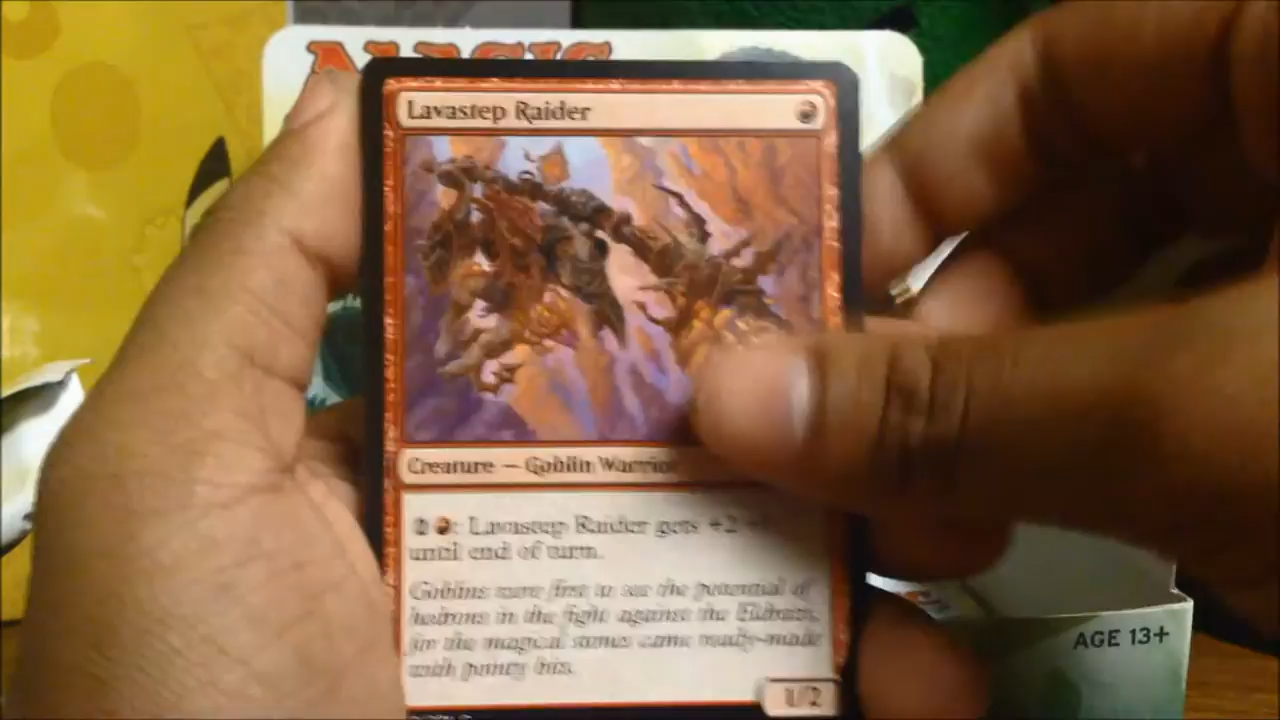 MAGIC
Lavastep Raider
Creature — Goblin Warrio
2 : Lavastep Raider gets +2
until end of turn.
Goblins were first to see the potential of
hedrons in the fight against the Eldrazi,
for the magical stones came ready-made
with pointy bits.
1/2
AGE 13+